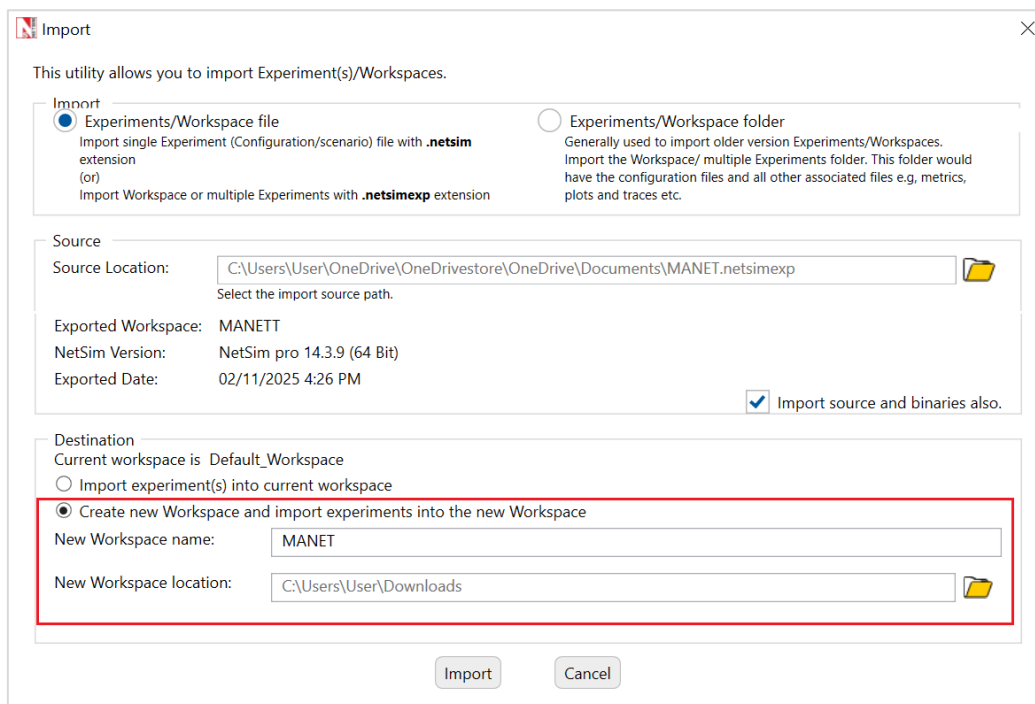 Import
This utility allows you to import Experiment(s)/Workspaces.
Import
Experiments/Workspace file
Import single Experiment (Configuration/scenario) file with .netsim
extension
(or)
Import Workspace or multiple Experiments with .netsimexp extension
Experiments/Workspace folder
Generally used to import older version Experiments/Workspaces.
Import the Workspace/ multiple Experiments folder. This folder would
have the configuration files and all other associated files e.g, metrics,
plots and traces etc.
Source
Source Location: C:\Users\User\OneDrive\OneDrivestore\OneDrive\Documents\MANET.netsimexp
Select the import source path.
Exported Workspace: MANETT
NetSim Version: NetSim pro 14.3.9 (64 Bit)
Exported Date: 02/11/2025 4:26 PM
Import source and binaries also.
Destination
Current workspace is Default_Workspace
Import experiment(s) into current workspace
Create new Workspace and import experiments into the new Workspace
New Workspace name: MANET
New Workspace location: C:\Users\User\Downloads
Import Cancel